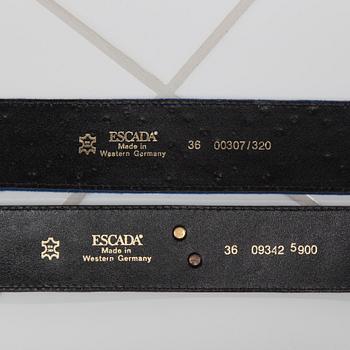 ESCADA®
Made in
Western Germany
36 00307/320
ESCADA®
Made in
Western Germany
36 09342 5900